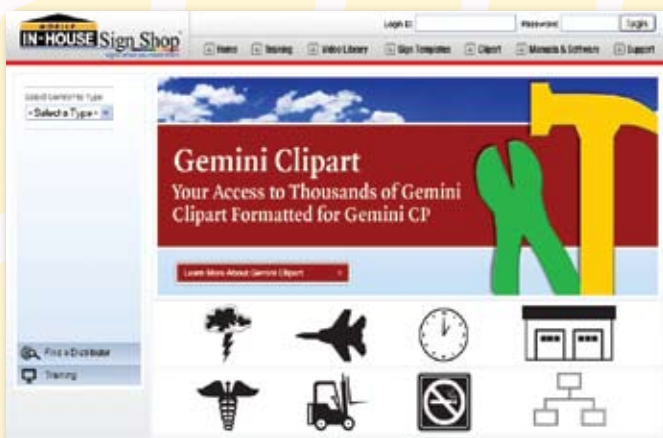 Login ID: Password: login
IN-HOUSE Sign Shop
Home Training Video Library Sign Templates Clipart Manuals & Software Support
- Select a Type -
Gemini Clipart
Your Access to Thousands of Gemini
Clipart Formatted for Gemini CP
Learn More About Gemini Clipart
Find a Distributor
Training